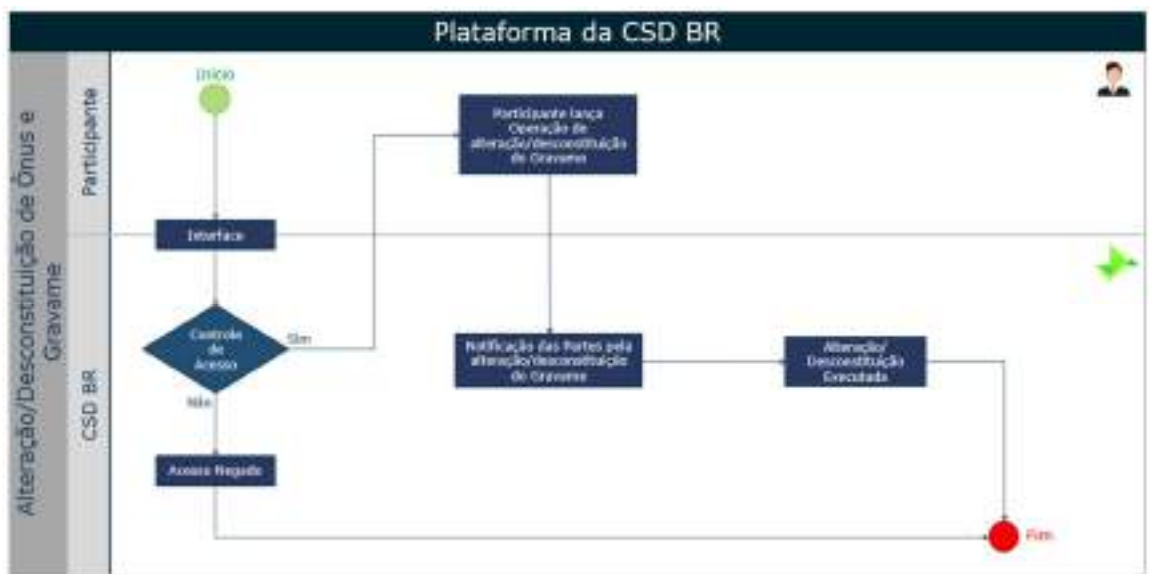 Plataforma da CSD BR
Alteração/Desconstituição de Ônus e
Gravame
Participante
CSD BR
Início
Participante lança
Operação de
alteração/desconstituição
do Gravame
Interface
Controle
de
Acesso
Sim
Não
Notificação das Partes pela
alteração/desconstituição
do Gravame
Alteração/
Desconstituição
Executada
Acesso Negado
Fim